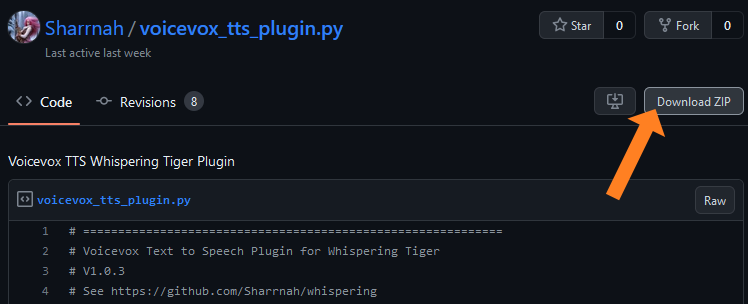 Sharrnah / voicevox_tts_plugin.py
Star 0
Fork 0
Last active last week
Code
Revisions 8
Download ZIP
Voicevox TTS Whispering Tiger Plugin
voicevox_tts_plugin.py
Raw
1 # ============================================================
2 # Voicevox Text to Speech Plugin for Whispering Tiger
3 # V1.0.3
4 # See https://github.com/Sharrnah/whispering